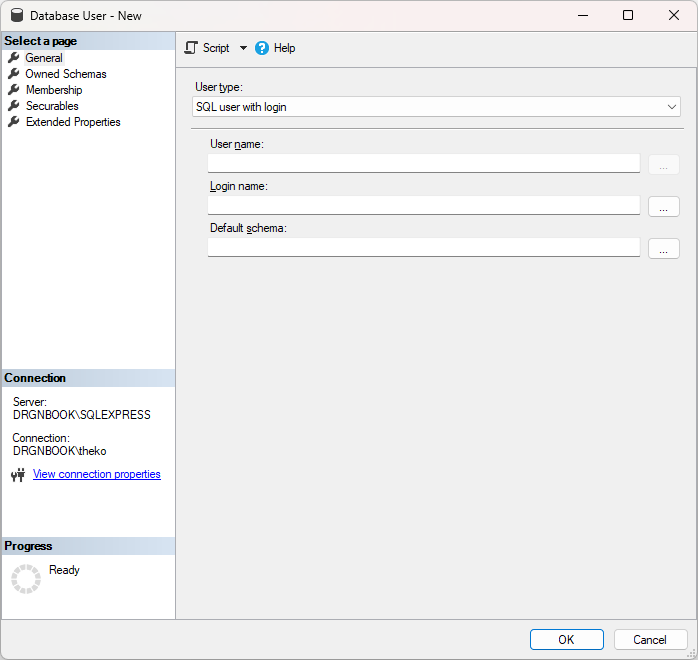 Database User - New
Select a page
General
Owned Schemas
Membership
Securables
Extended Properties
Connection
Server:
DRGNBOOK\SQLEXPRESS
Connection:
DRGNBOOK\theko
View connection properties
Progress
Ready
Script
Help
User type:
SQL user with login
User name:
...
Login name:
...
Default schema:
...
OK
Cancel